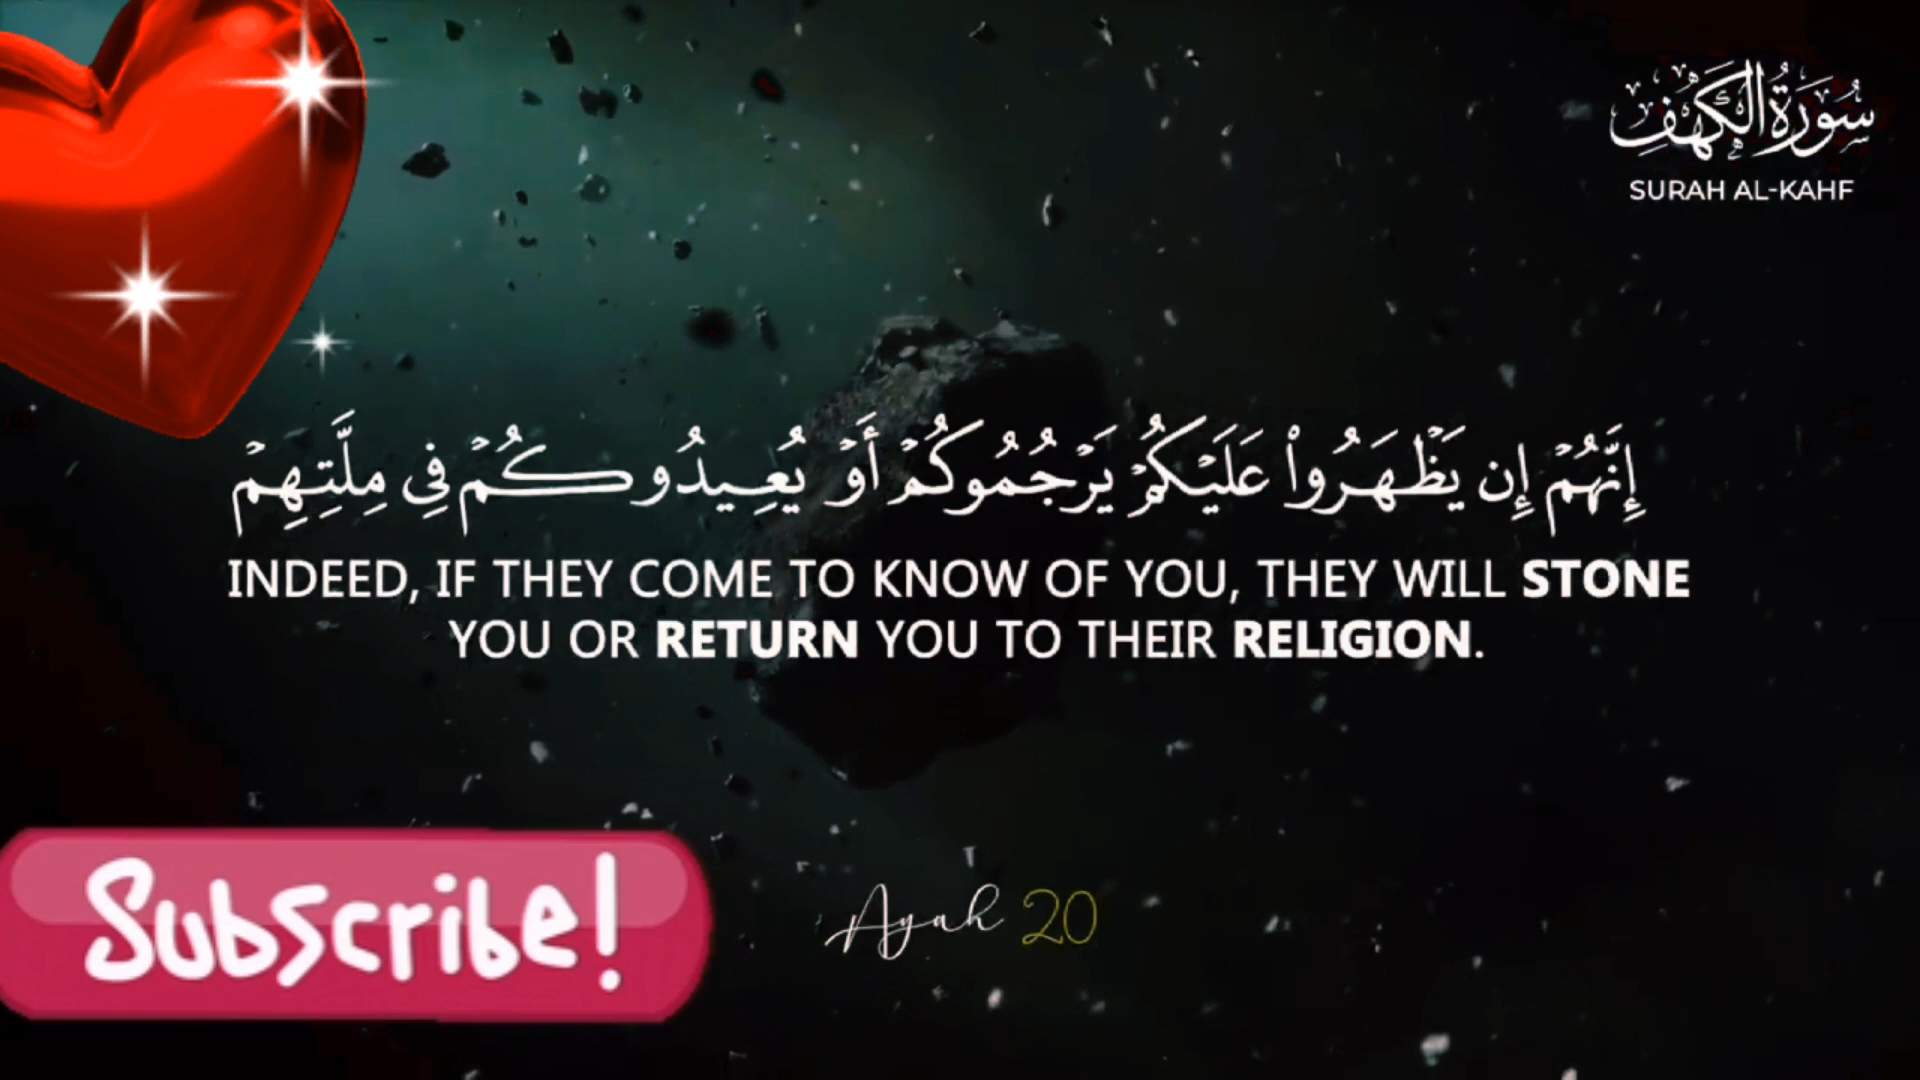 سُورَةُ الْكَهْفِ
SURAH AL-KAHF
إِنَّهُمْ إِن يَظْهَرُوا۟ عَلَيْكُمْ يَرْجُمُوكُمْ أَوْ يُعِيدُوكُمْ فِى مِلَّتِهِمْ
INDEED, IF THEY COME TO KNOW OF YOU, THEY WILL STONE
YOU OR RETURN YOU TO THEIR RELIGION.
Subscribe!
Ayah 20